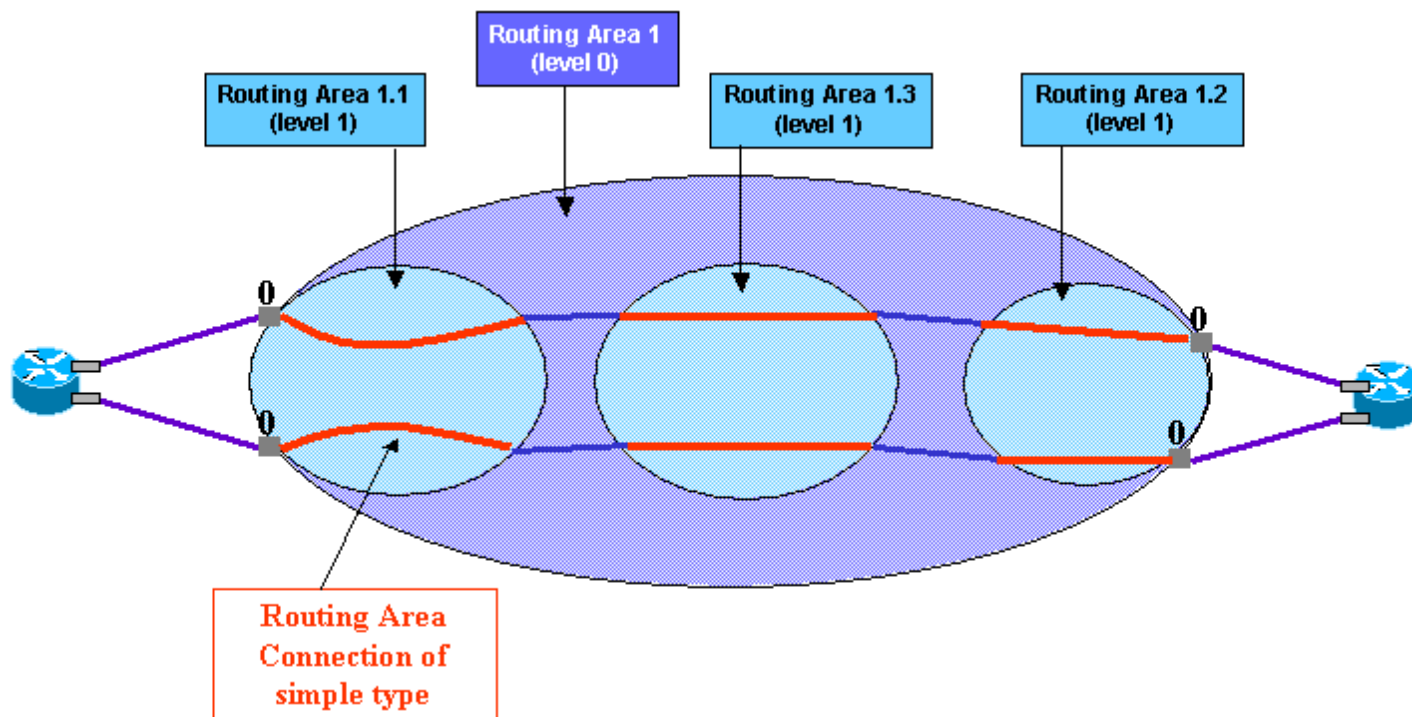 Routing Area 1
(level 0)
Routing Area 1.1
(level 1)
Routing Area 1.3
(level 1)
Routing Area 1.2
(level 1)
0
0
0
0
Routing Area
Connection of
simple type